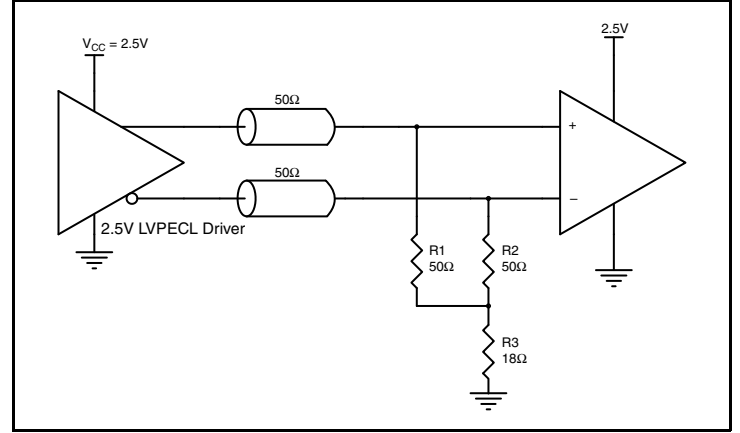 V_CC = 2.5V
2.5V
50Ω
+
50Ω
−
2.5V LVPECL Driver
R1
50Ω
R2
50Ω
R3
18Ω